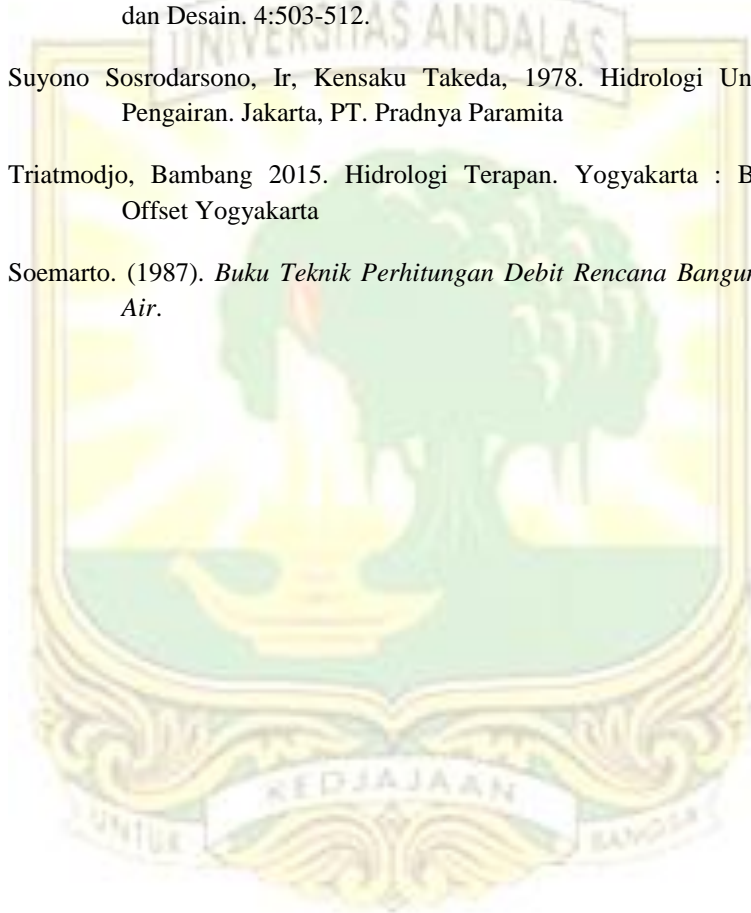 dan Desain. 4:503-512.
UNIVERSITAS ANDALAS
Suyono Sosrodarsono, Ir, Kensaku Takeda, 1978. Hidrologi
Pengairan. Jakarta, PT. Pradnya Paramita
Triatmodjo, Bambang 2015. Hidrologi Terapan. Yogyakarta :
Offset Yogyakarta
Soemarto. (1987). Buku Teknik Perhitungan Debit Rencana
Air.
KEDJAJAAN
UNTUK
BANGSA